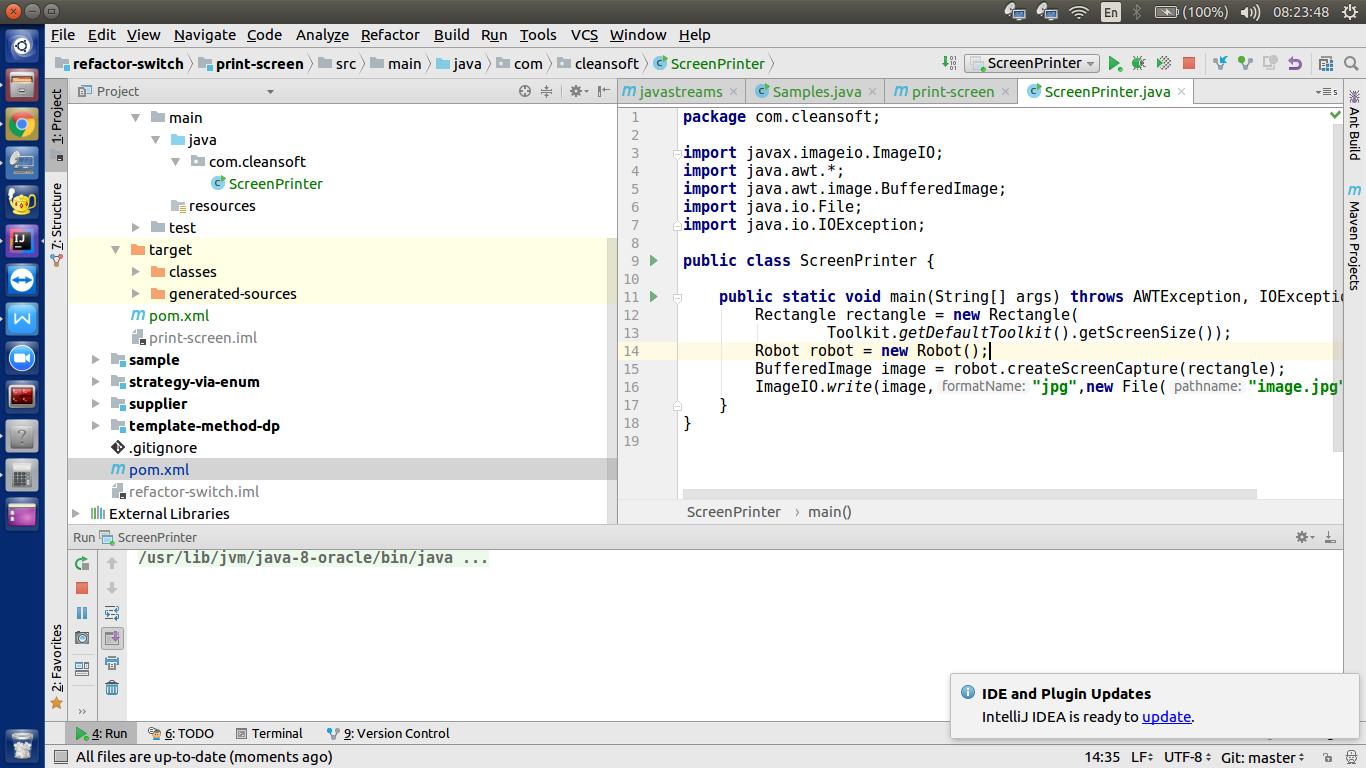 En (100%) 08:23:48
File Edit View Navigate Code Analyze Refactor Build Run Tools VCS Window Help
refactor-switch print-screen src main java com cleansoft ScreenPrinter ScreenPrinter
1: Project
7: Structure
2: Favorites
Project
main
java
com.cleansoft
ScreenPrinter
resources
test
target
classes
generated-sources
pom.xml
print-screen.iml
sample
strategy-via-enum
supplier
template-method-dp
.gitignore
pom.xml
refactor-switch.iml
External Libraries
javastreams Samples.java print-screen ScreenPrinter.java
1 package com.cleansoft;
2
3 import javax.imageio.ImageIO;
4 import java.awt.*;
5 import java.awt.image.BufferedImage;
6 import java.io.File;
7 import java.io.IOException;
8
9 public class ScreenPrinter {
10
11 public static void main(String[] args) throws AWTException, IOExceptio
12 Rectangle rectangle = new Rectangle(
13 Toolkit.getDefaultToolkit().getScreenSize());
14 Robot robot = new Robot();
15 BufferedImage image = robot.createScreenCapture(rectangle);
16 ImageIO.write(image, formatName: "jpg",new File( pathname: "image.jpg"
17 }
18 }
19
ScreenPrinter › main()
Ant Build
Maven Projects
Run ScreenPrinter
/usr/lib/jvm/java-8-oracle/bin/java ...
IDE and Plugin Updates
IntelliJ IDEA is ready to update.
4: Run 6: TODO Terminal 9: Version Control
All files are up-to-date (moments ago) 14:35 LF UTF-8 Git: master